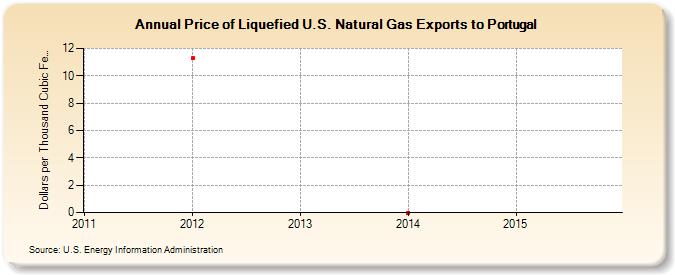 Annual Price of Liquefied U.S. Natural Gas Exports to Portugal
Dollars per Thousand Cubic Fe...
12
10
8
6
4
2
0
2011 2012 2013 2014 2015
Source: U.S. Energy Information Administration